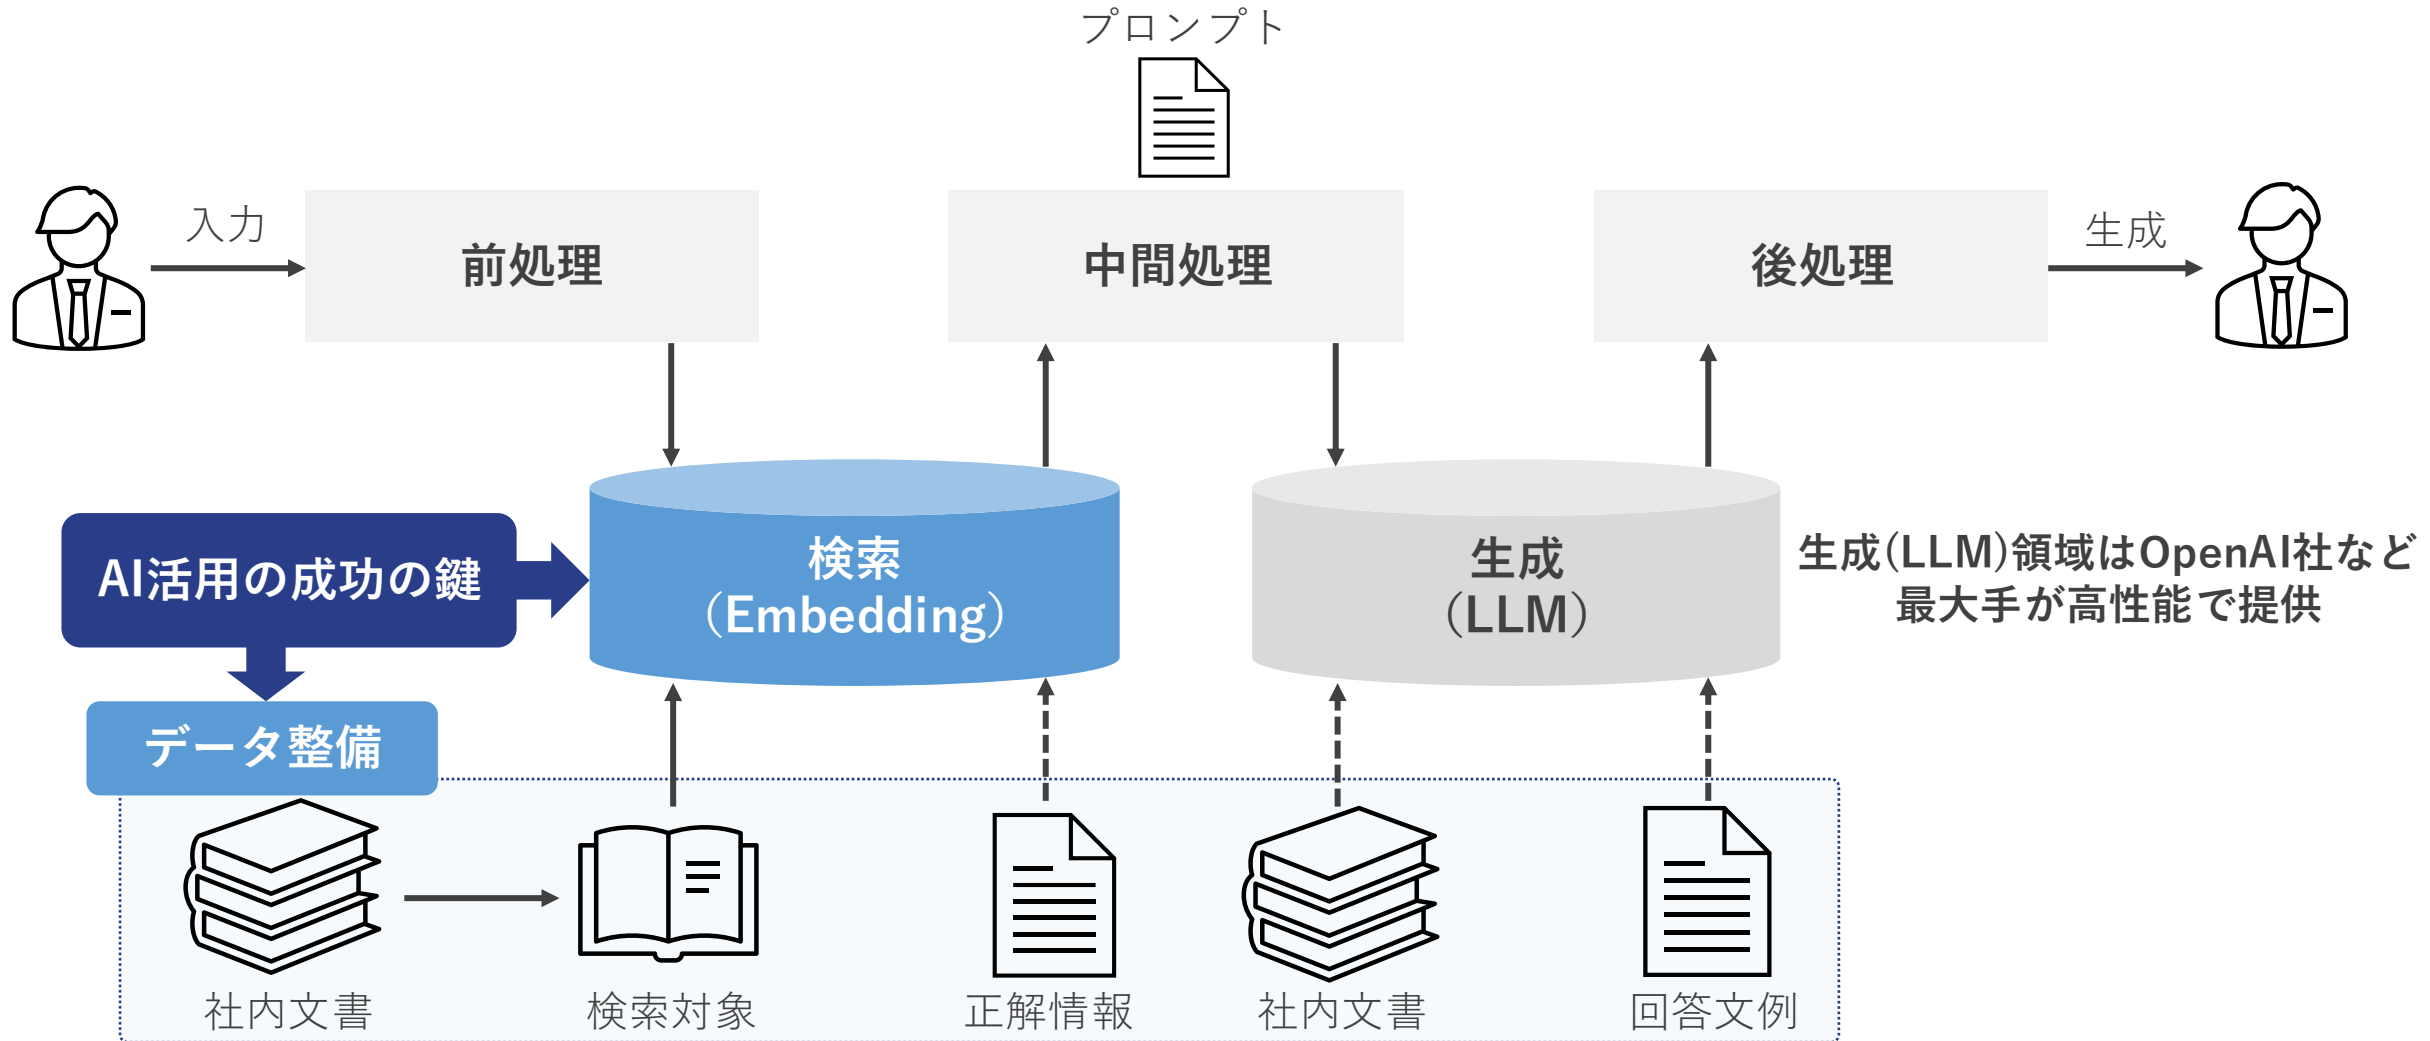 プロンプト
入力
前処理
中間処理
後処理
生成
AI活用の成功の鍵
検索
（Embedding）
生成
（LLM）
生成(LLM)領域はOpenAI社など
最大手が高性能で提供
データ整備
社内文書
検索対象
正解情報
社内文書
回答文例